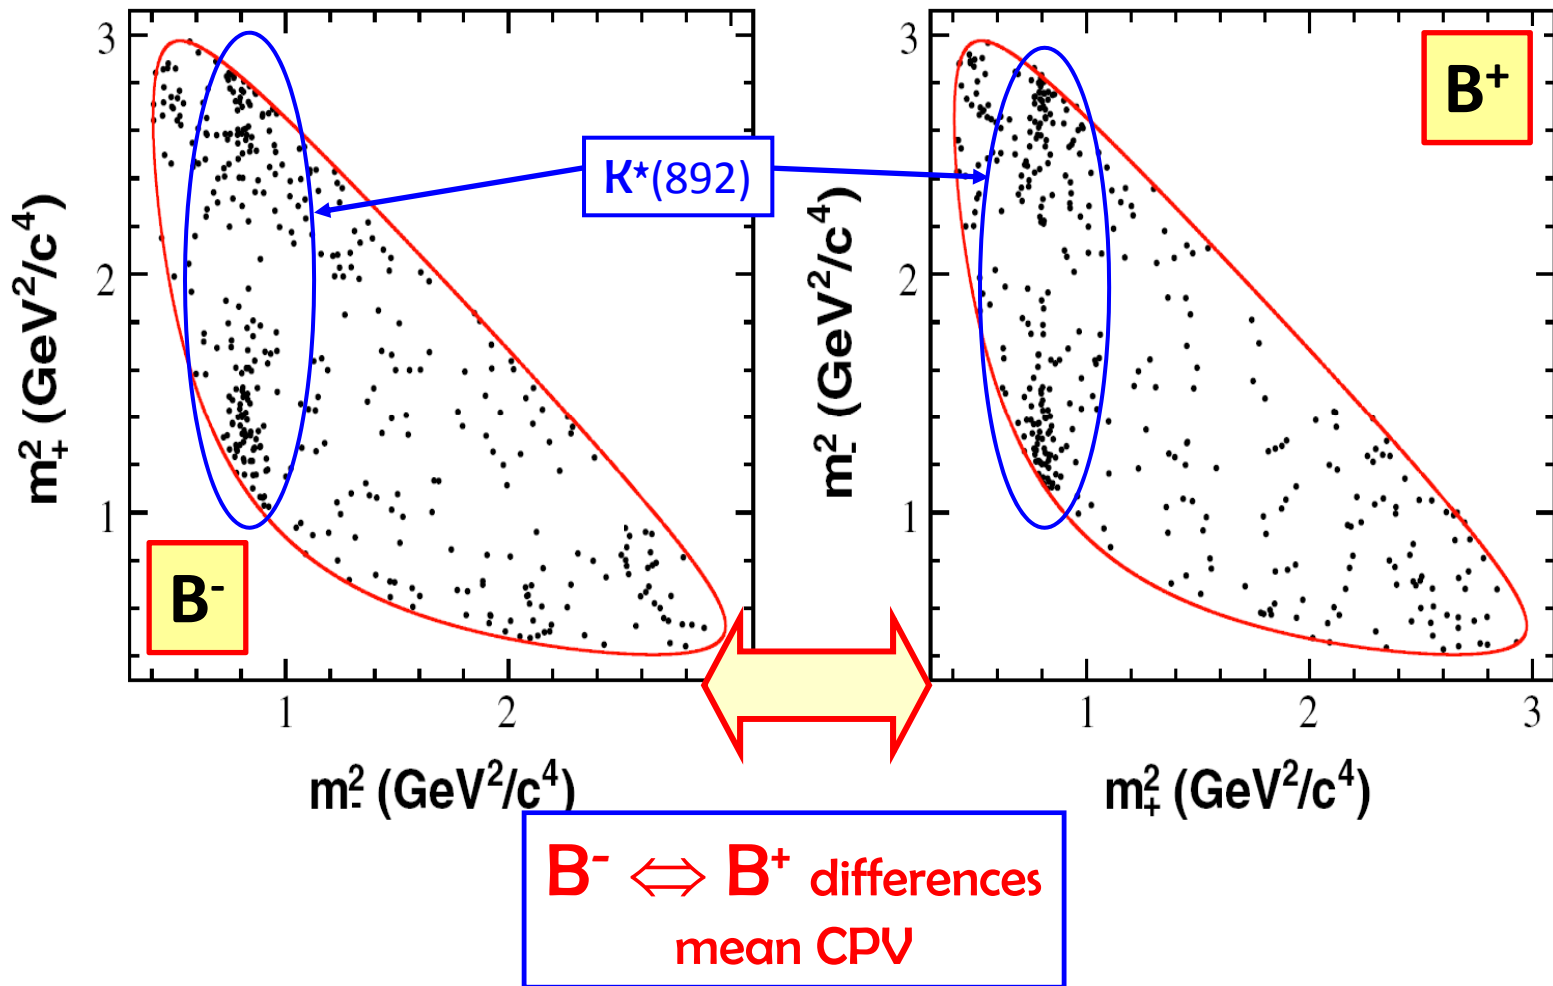 3
2
1
m²₊ (GeV²/c⁴)
B⁻
1
2
m²₋ (GeV²/c⁴)
K*(892)
3
2
1
m²₋ (GeV²/c⁴)
B⁺
1
2
3
m²₊ (GeV²/c⁴)
B⁻ ⇔ B⁺ differences
mean CPV